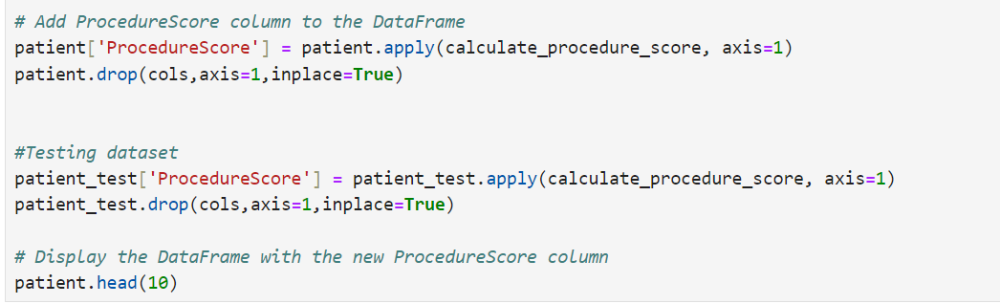 # Add ProcedureScore column to the DataFrame
patient['ProcedureScore'] = patient.apply(calculate_procedure_score, axis=1)
patient.drop(cols,axis=1,inplace=True)
#Testing dataset
patient_test['ProcedureScore'] = patient_test.apply(calculate_procedure_score, axis=1)
patient_test.drop(cols,axis=1,inplace=True)
# Display the DataFrame with the new ProcedureScore column
patient.head(10)